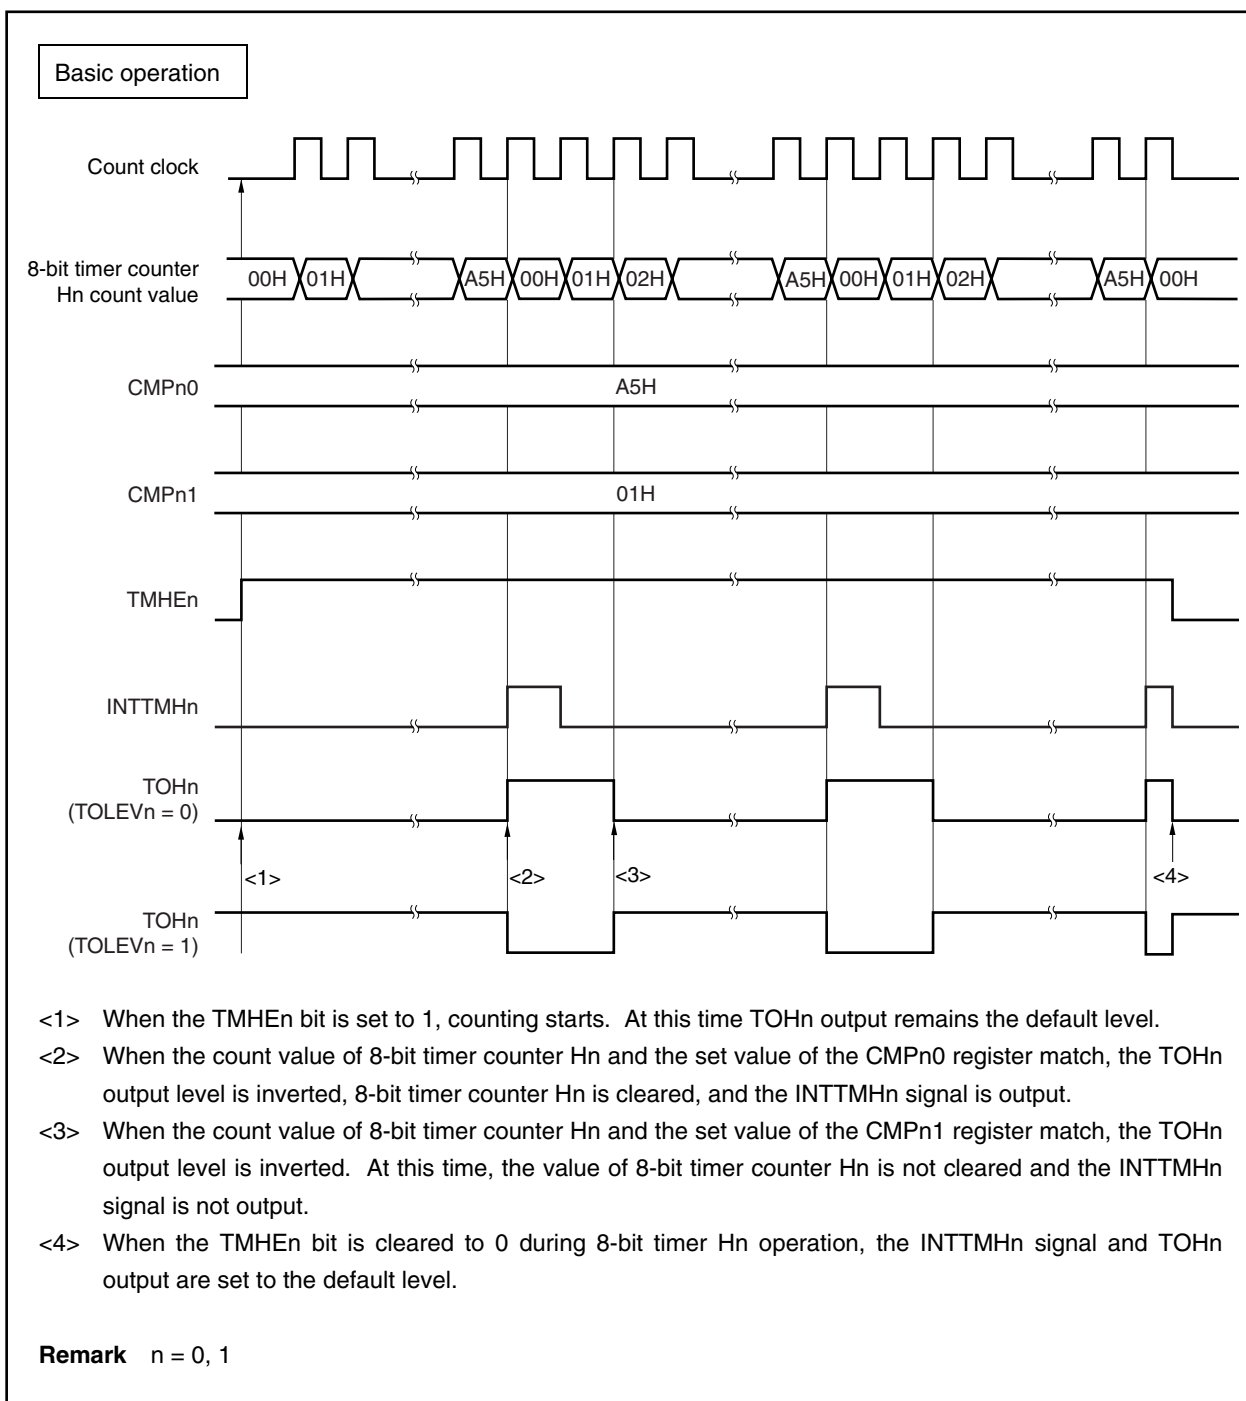 Basic operation
Count clock
8-bit timer counter
Hn count value
00H 01H A5H 00H 01H 02H A5H 00H 01H 02H A5H 00H
CMPn0
A5H
CMPn1
01H
TMHEn
INTTMHn
TOHn
(TOLEVn = 0)
<1> <2> <3> <4>
TOHn
(TOLEVn = 1)
<1> When the TMHEn bit is set to 1, counting starts. At this time TOHn output remains the default level.
<2> When the count value of 8-bit timer counter Hn and the set value of the CMPn0 register match, the TOHn
output level is inverted, 8-bit timer counter Hn is cleared, and the INTTMHn signal is output.
<3> When the count value of 8-bit timer counter Hn and the set value of the CMPn1 register match, the TOHn
output level is inverted. At this time, the value of 8-bit timer counter Hn is not cleared and the INTTMHn
signal is not output.
<4> When the TMHEn bit is cleared to 0 during 8-bit timer Hn operation, the INTTMHn signal and TOHn
output are set to the default level.
Remark n = 0, 1